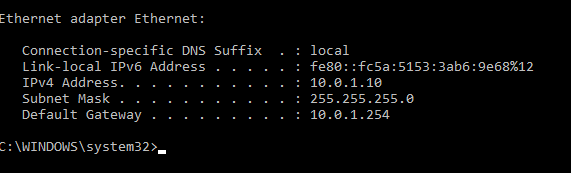 Ethernet adapter Ethernet:
Connection-specific DNS Suffix . : local
Link-local IPv6 Address . . . . . : fe80::fc5a:5153:3ab6:9e68%12
IPv4 Address. . . . . . . . . . . : 10.0.1.10
Subnet Mask . . . . . . . . . . . : 255.255.255.0
Default Gateway . . . . . . . . . : 10.0.1.254
C:\WINDOWS\system32>